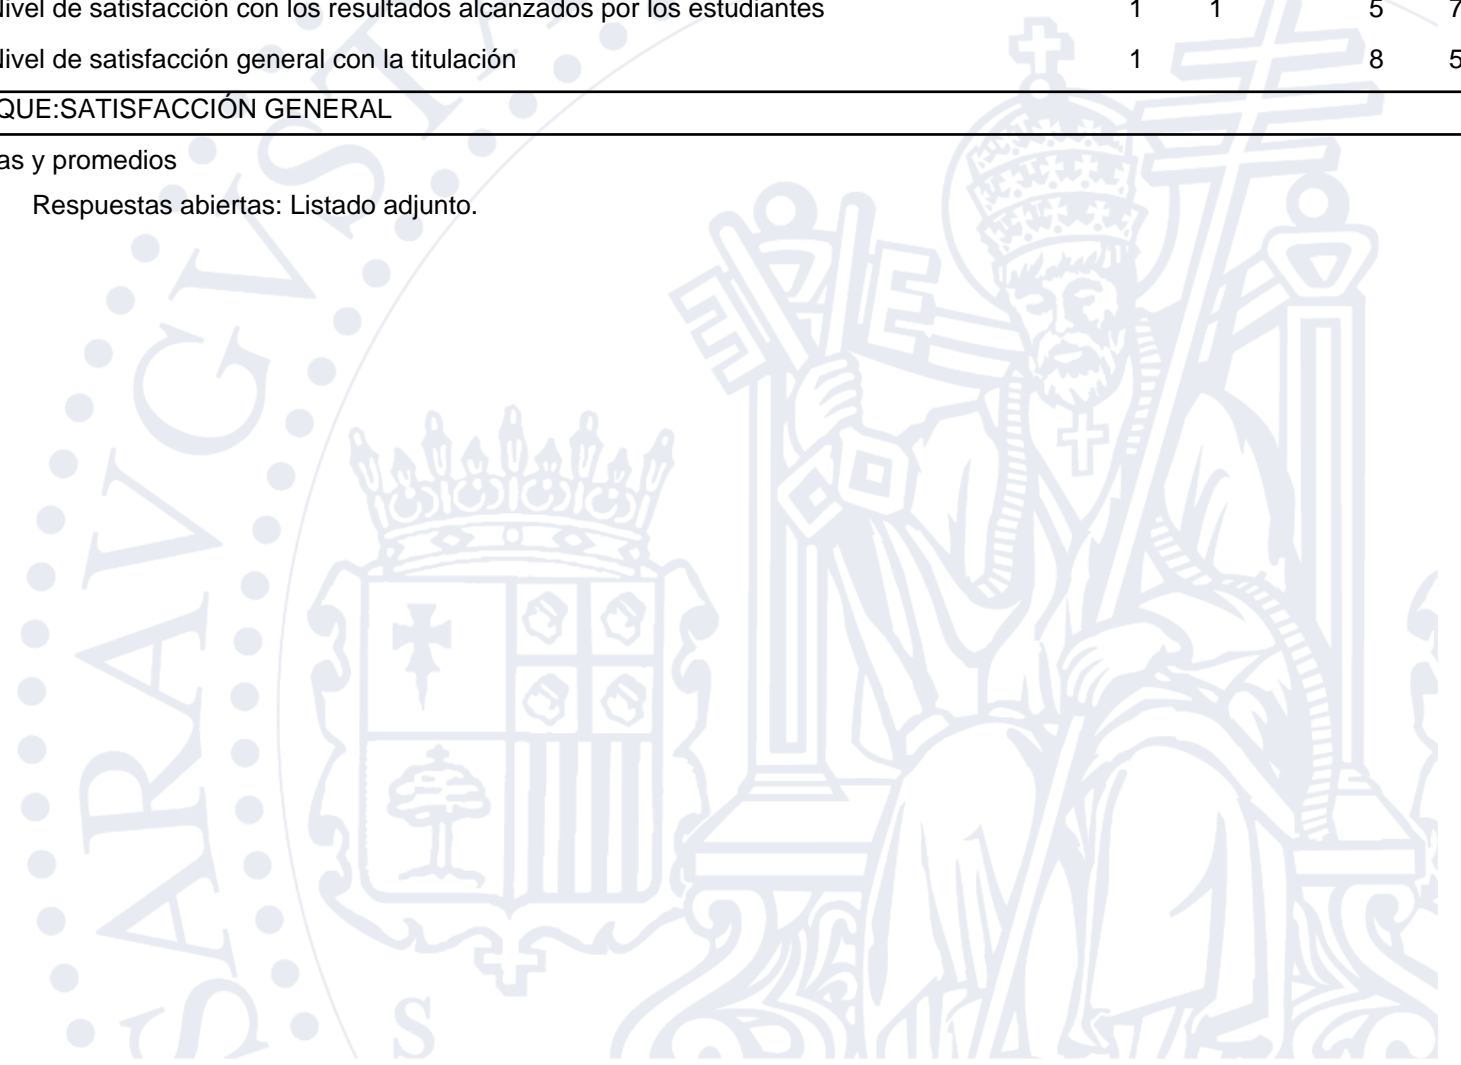 Nivel de satisfacción con los resultados alcanzados por los estudiantes 1 1 5 7
Nivel de satisfacción general con la titulación 1 8 5
QUE:SATISFACCIÓN GENERAL
as y promedios
Respuestas abiertas: Listado adjunto.
SARAVGVST
S